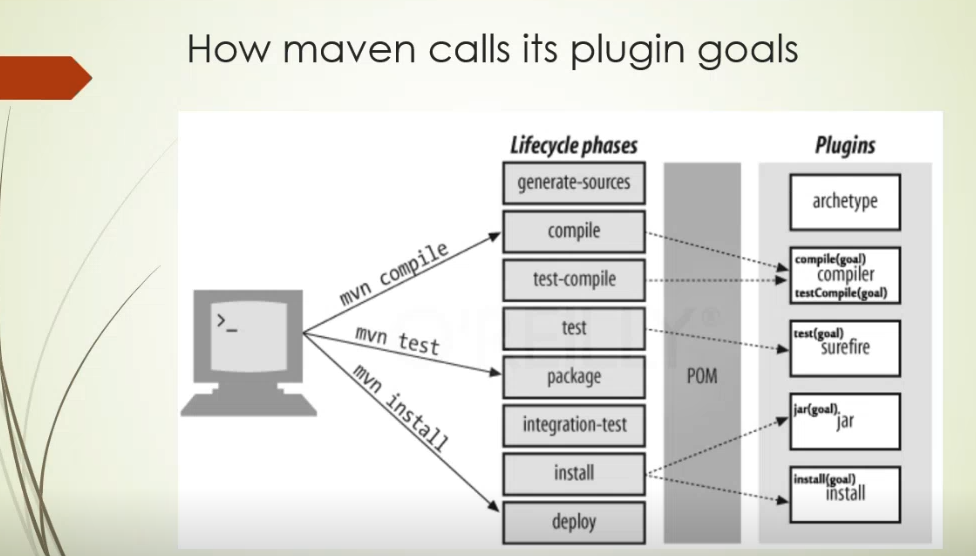 How maven calls its plugin goals
Lifecycle phases
Plugins
generate-sources
compile
test-compile
test
package
integration-test
install
deploy
mvn compile
mvn test
mvn install
>_
POM
archetype
compile(goal)
compiler
testCompile(goal)
test(goal)
surefire
jar(goal)
jar
install(goal)
install
O'REILLY®